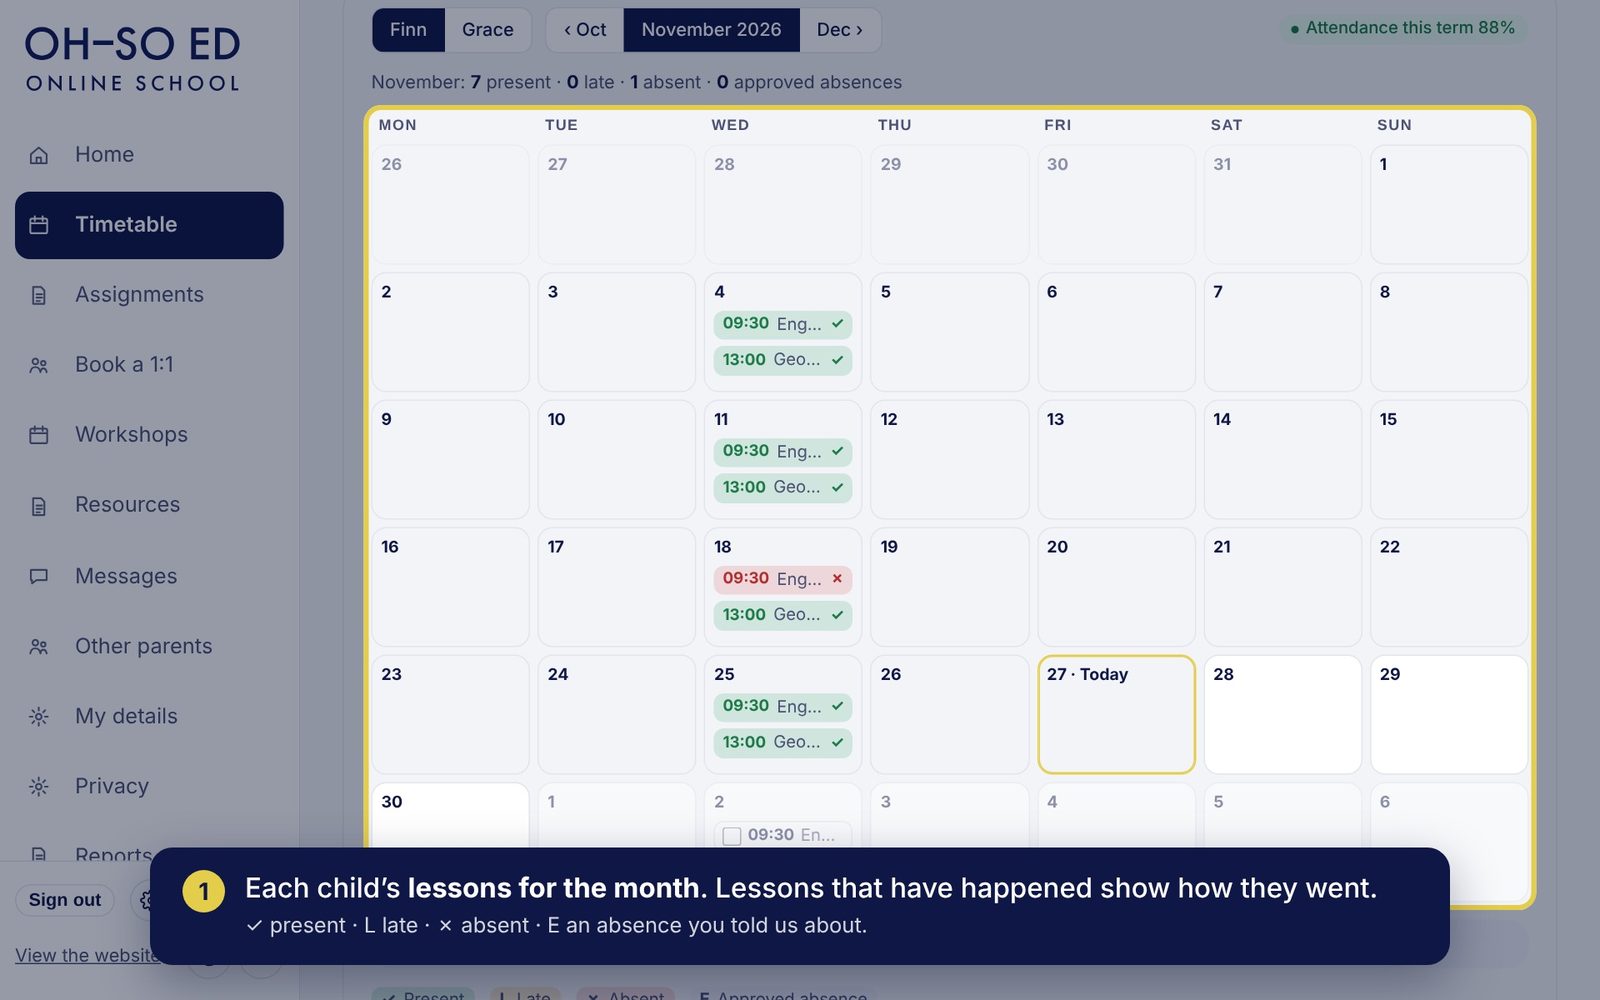 OH–SO ED
ONLINE SCHOOL
Home
Timetable
Assignments
Book a 1:1
Workshops
Resources
Messages
Other parents
My details
Privacy
Reports
Sign out
View the website
Finn Grace ‹ Oct November 2026 Dec ›
● Attendance this term 88%
November: 7 present · 0 late · 1 absent · 0 approved absences
MON TUE WED THU FRI SAT SUN
26 27 28 29 30 31 1
2 3 4 5 6 7 8
09:30 Eng... ✓
13:00 Geo... ✓
9 10 11 12 13 14 15
09:30 Eng... ✓
13:00 Geo... ✓
16 17 18 19 20 21 22
09:30 Eng... ×
13:00 Geo... ✓
23 24 25 26 27 · Today 28 29
09:30 Eng... ✓
13:00 Geo... ✓
30 1 2 3 4 5 6
09:30 En...
1 Each child’s lessons for the month. Lessons that have happened show how they went.
✓ present · L late · × absent · E an absence you told us about.
✓ Present L Late × Absent E Approved absence